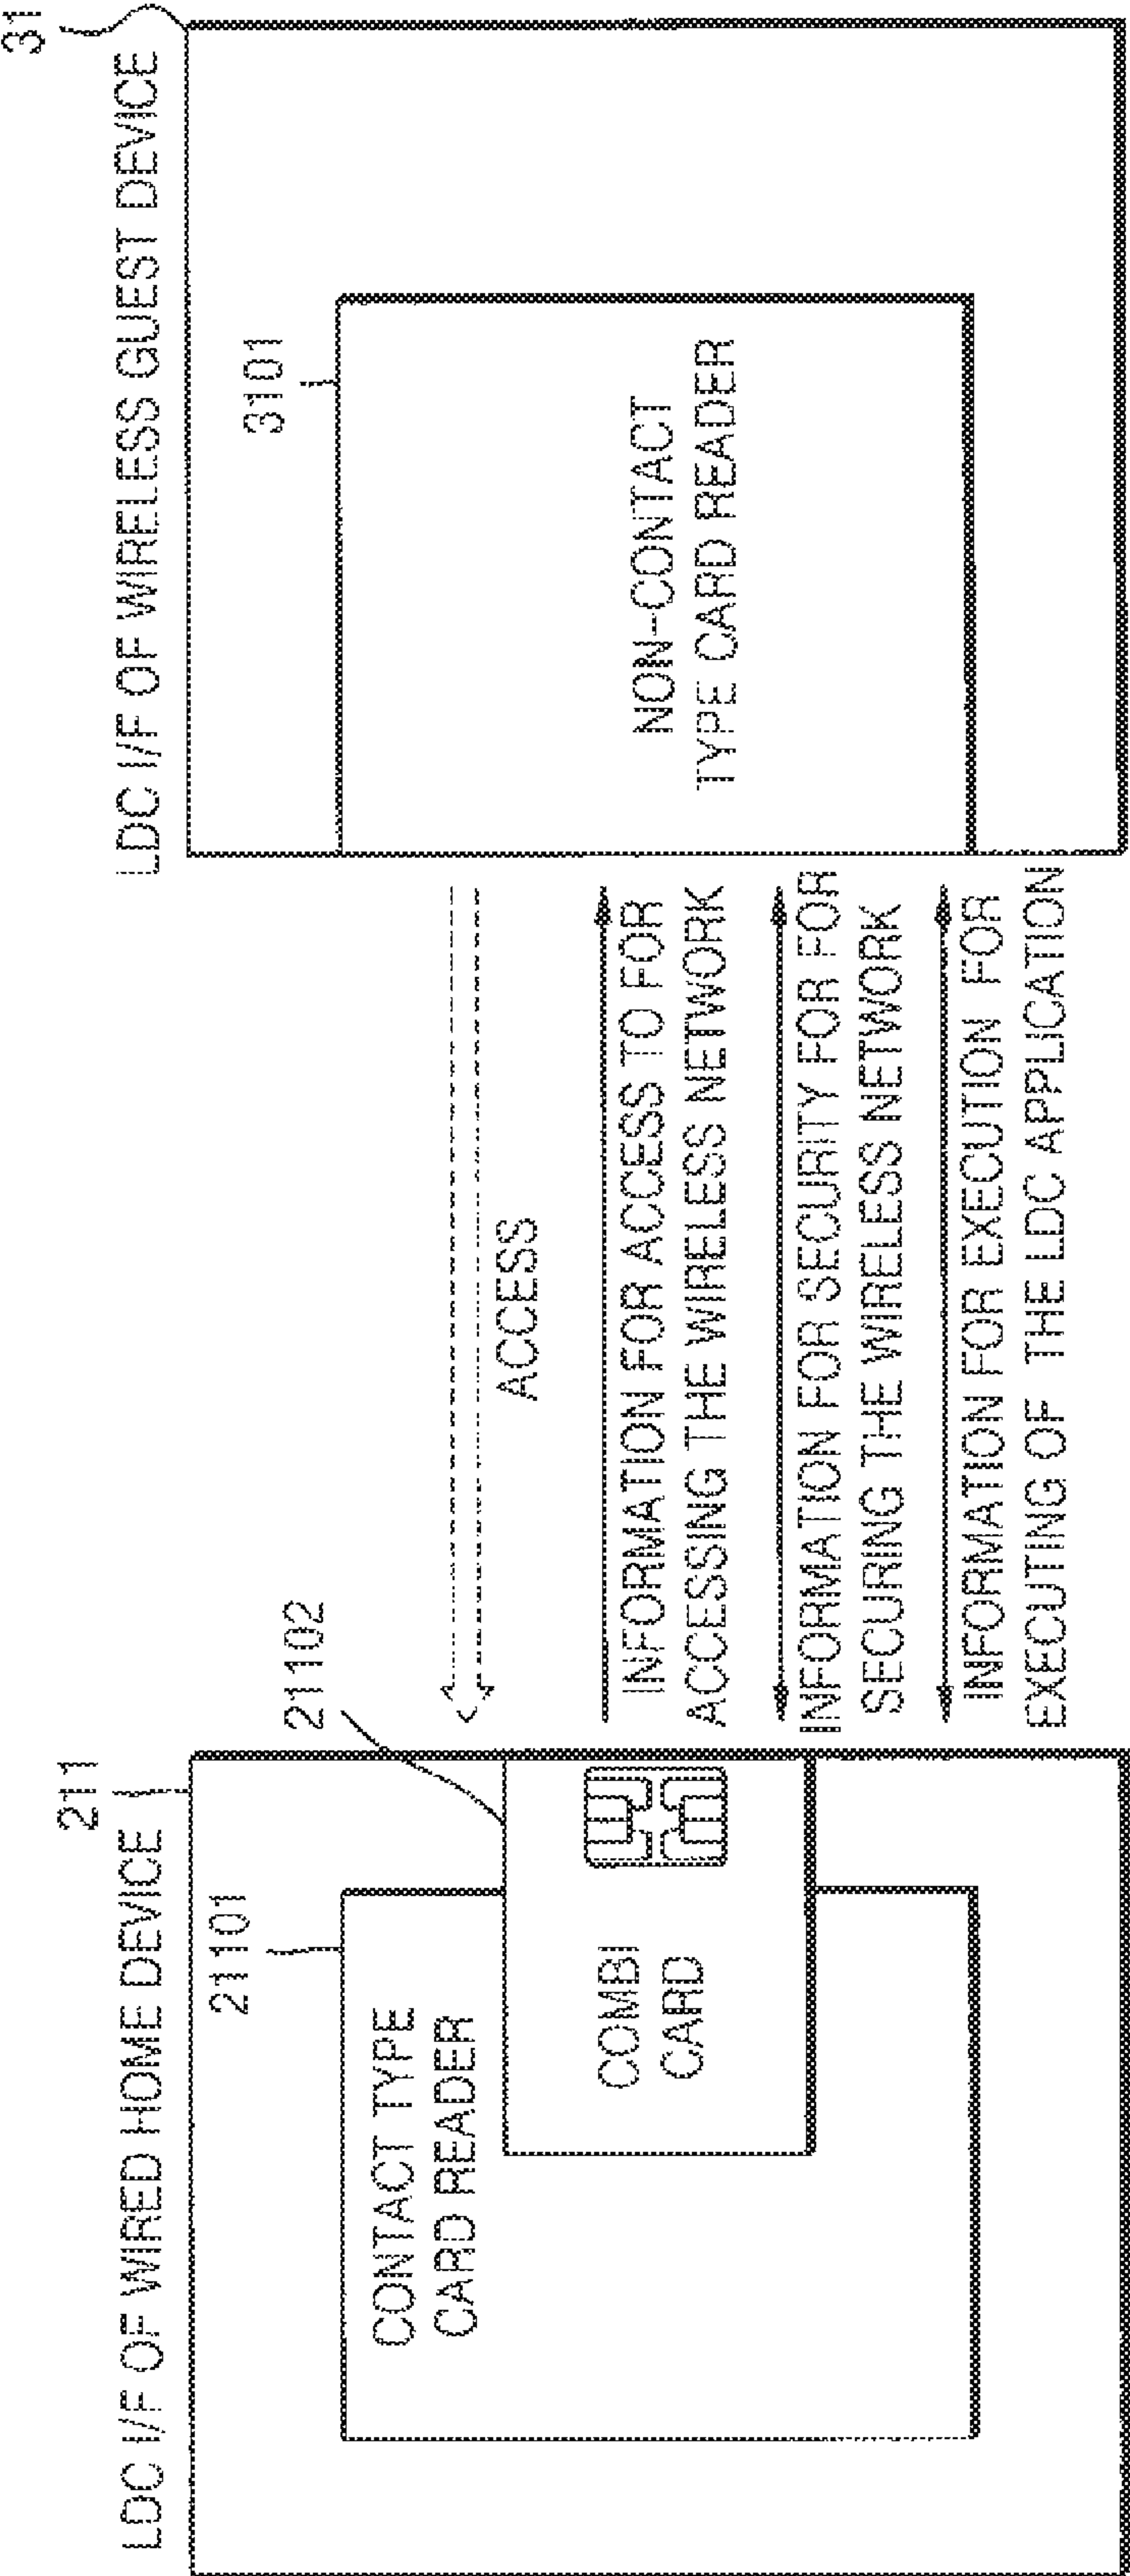 LDC I/F OF WIRED HOME DEVICE
211
21101
21102
CONTACT TYPE
CARD READER
COMBI
CARD
ACCESS
INFORMATION FOR ACCESS TO FOR
ACCESSING THE WIRELESS NETWORK
INFORMATION FOR SECURITY FOR FOR
SECURING THE WIRELESS NETWORK
INFORMATION FOR EXECUTION FOR
EXECUTING OF THE LDC APPLICATION
LDC I/F OF WIRELESS GUEST DEVICE
31
3101
NON-CONTACT
TYPE CARD READER